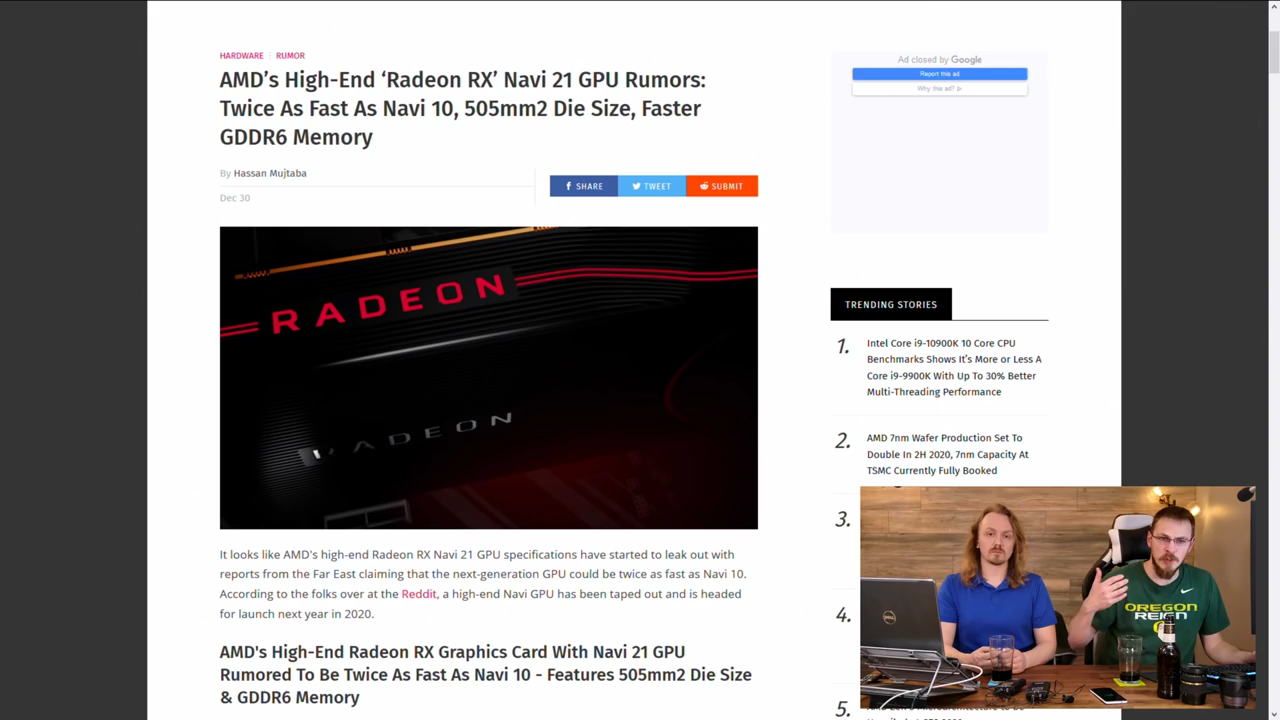 HARDWARE | RUMOR
AMD's High-End ‘Radeon RX’ Navi 21 GPU Rumors:
Twice As Fast As Navi 10, 505mm2 Die Size, Faster
GDDR6 Memory
By Hassan Mujtaba
Dec 30
SHARE
TWEET
SUBMIT
RADEON
RADEON
It looks like AMD's high-end Radeon RX Navi 21 GPU specifications have started to leak out with
reports from the Far East claiming that the next-generation GPU could be twice as fast as Navi 10.
According to the folks over at the Reddit, a high-end Navi GPU has been taped out and is headed
for launch next year in 2020.
AMD's High-End Radeon RX Graphics Card With Navi 21 GPU
Rumored To Be Twice As Fast As Navi 10 - Features 505mm2 Die Size
& GDDR6 Memory
Ad closed by Google
Report this ad
Why this ad?
TRENDING STORIES
1.
Intel Core i9-10900K 10 Core CPU
Benchmarks Shows It's More or Less A
Core i9-9900K With Up To 30% Better
Multi-Threading Performance
2.
AMD 7nm Wafer Production Set To
Double In 2H 2020, 7nm Capacity At
TSMC Currently Fully Booked
3.
4.
5.
DELL
OREGON
REIGN